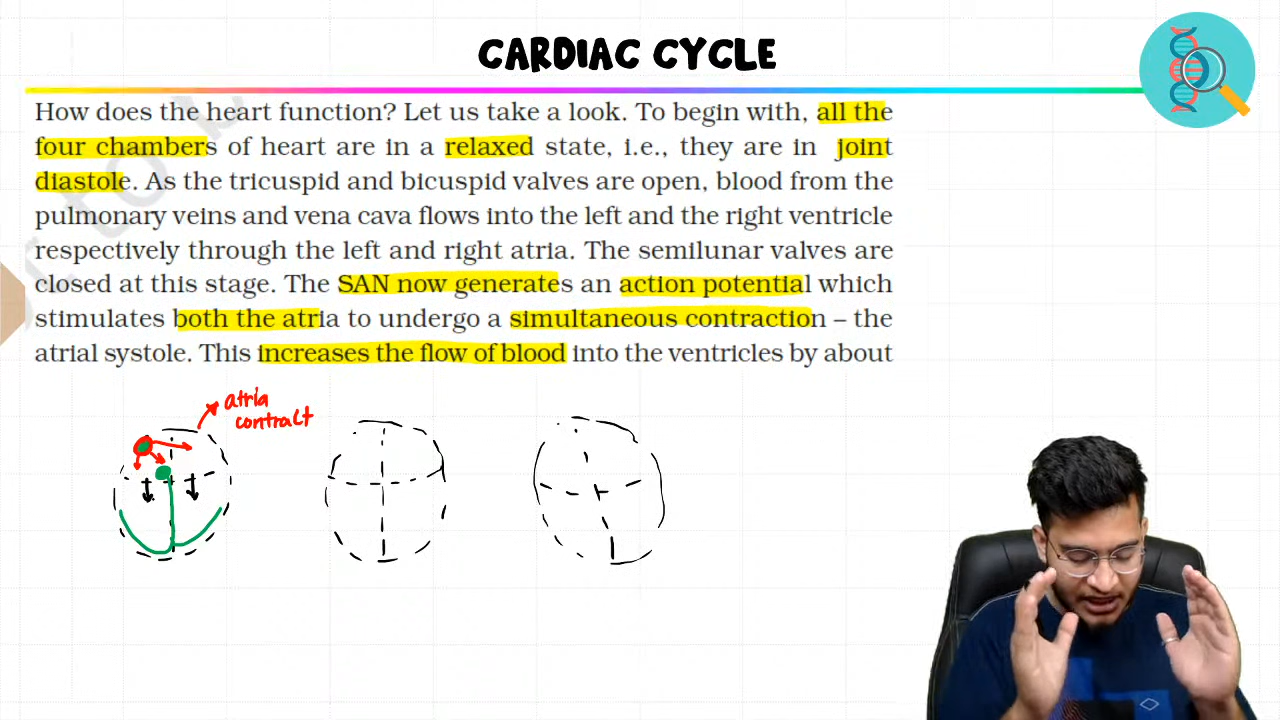 CARDIAC CYCLE
How does the heart function? Let us take a look. To begin with, all the
four chambers of heart are in a relaxed state, i.e., they are in joint
diastole. As the tricuspid and bicuspid valves are open, blood from the
pulmonary veins and vena cava flows into the left and the right ventricle
respectively through the left and right atria. The semilunar valves are
closed at this stage. The SAN now generates an action potential which
stimulates both the atria to undergo a simultaneous contraction – the
atrial systole. This increases the flow of blood into the ventricles by about
atria
contract